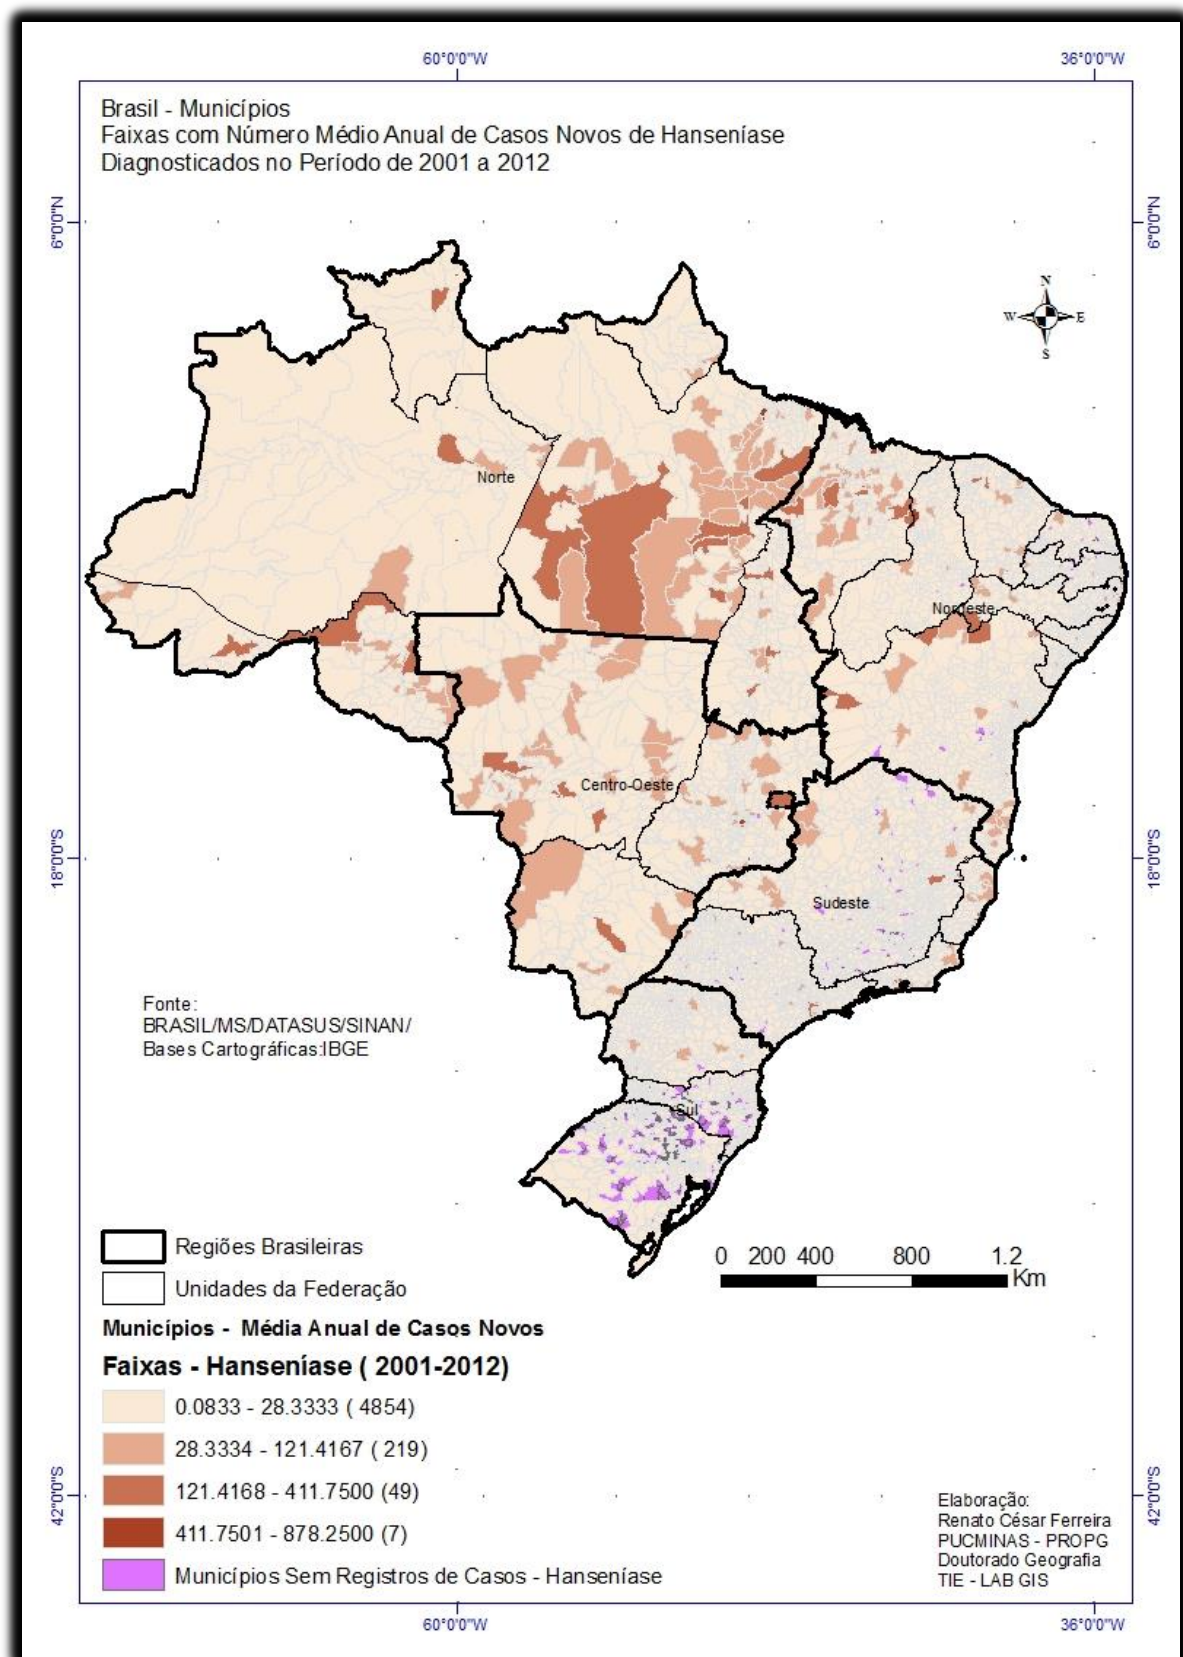 60°0'0"W
36°0'0"W
Brasil - Municípios
Faixas com Número Médio Anual de Casos Novos de Hanseníase
Diagnosticados no Período de 2001 a 2012
6°0'0"N
6°0'0"N
N
W
E
S
Norte
Nordeste
Centro-Oeste
18°0'0"S
18°0'0"S
Sudeste
Fonte:
BRASIL/MS/DATASUS/SINAN/
Bases Cartográficas:IBGE
Sul
Regiões Brasileiras
0 200 400 800 1.2
Km
Unidades da Federação
Municípios - Média Anual de Casos Novos
Faixas - Hanseníase ( 2001-2012)
0.0833 - 28.3333 ( 4854)
28.3334 - 121.4167 ( 219)
121.4168 - 411.7500 (49)
411.7501 - 878.2500 (7)
Municípios Sem Registros de Casos - Hanseníase
42°0'0"S
42°0'0"S
Elaboração:
Renato César Ferreira
PUCMINAS - PROPG
Doutorado Geografia
TIE - LAB GIS
60°0'0"W
36°0'0"W